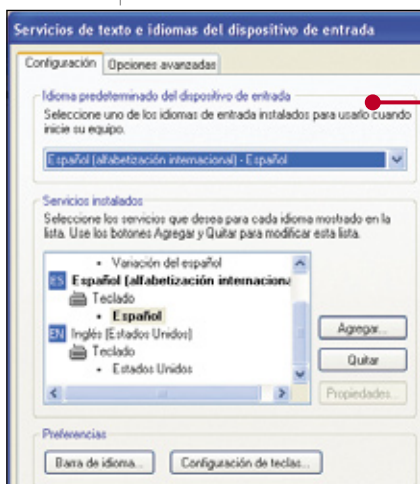 Servicios de texto e idiomas del dispositivo de entrada
Configuración Opciones avanzadas
Idioma predeterminado del dispositivo de entrada
Seleccione uno de los idiomas de entrada instalados para usarlo cuando
inicie su equipo.
Español (alfabetización internacional) - Español
Servicios instalados
Seleccione los servicios que desea para cada idioma mostrado en la
lista. Use los botones Agregar y Quitar para modificar esta lista.
• Variación del español
ES Español (alfabetización internaciona
Teclado
• Español
EN Inglés (Estados Unidos)
Teclado
• Estados Unidos
Agregar...
Quitar
Propiedades...
Preferencias
Barra de idioma... Configuración de teclas...